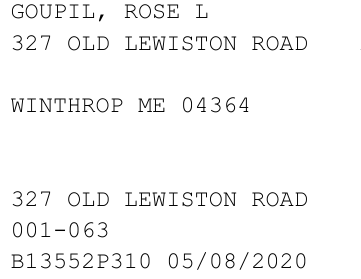 GOUPIL, ROSE L
327 OLD LEWISTON ROAD
WINTHROP ME 04364
327 OLD LEWISTON ROAD
001-063
B13552P310 05/08/2020